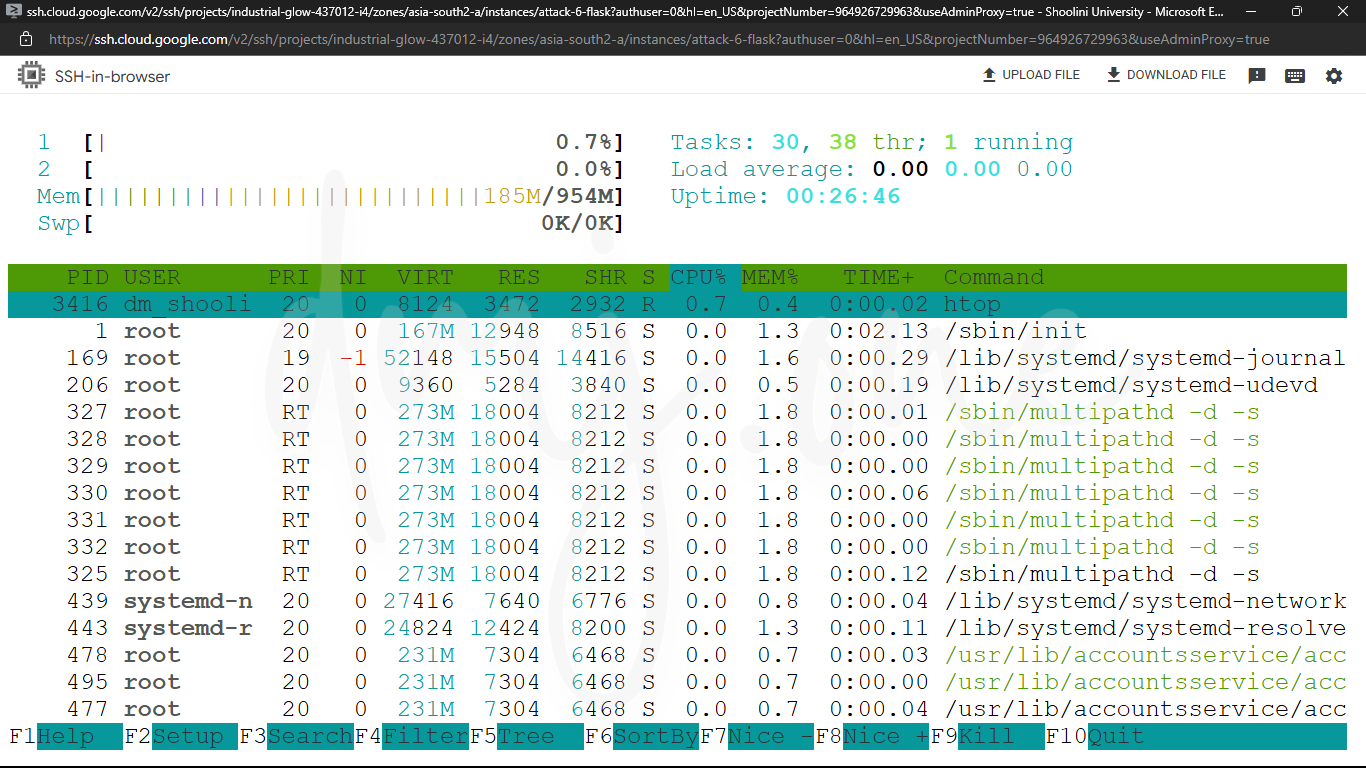 ssh.cloud.google.com/v2/ssh/projects/industrial-glow-437012-i4/zones/asia-south2-a/instances/attack-6-flask?authuser=0&hl=en_US&projectNumber=964926729963&useAdminProxy=true - Shoolini University - Microsoft E...
https://ssh.cloud.google.com/v2/ssh/projects/industrial-glow-437012-i4/zones/asia-south2-a/instances/attack-6-flask?authuser=0&hl=en_US&projectNumber=964926729963&useAdminProxy=true
SSH-in-browser UPLOAD FILE DOWNLOAD FILE
1 [| 0.7%] Tasks: 30, 38 thr; 1 running
2 [ 0.0%] Load average: 0.00 0.00 0.00
Mem[|||||||||||||||||||||||||||185M/954M] Uptime: 00:26:46
Swp[ 0K/0K]
PID USER PRI NI VIRT RES SHR S CPU% MEM% TIME+ Command
3416 dm_shooli 20 0 8124 3472 2932 R 0.7 0.4 0:00.02 htop
1 root 20 0 167M 12948 8516 S 0.0 1.3 0:02.13 /sbin/init
169 root 19 -1 52148 15504 14416 S 0.0 1.6 0:00.29 /lib/systemd/systemd-journal
206 root 20 0 9360 5284 3840 S 0.0 0.5 0:00.19 /lib/systemd/systemd-udevd
327 root RT 0 273M 18004 8212 S 0.0 1.8 0:00.01 /sbin/multipathd -d -s
328 root RT 0 273M 18004 8212 S 0.0 1.8 0:00.00 /sbin/multipathd -d -s
329 root RT 0 273M 18004 8212 S 0.0 1.8 0:00.00 /sbin/multipathd -d -s
330 root RT 0 273M 18004 8212 S 0.0 1.8 0:00.06 /sbin/multipathd -d -s
331 root RT 0 273M 18004 8212 S 0.0 1.8 0:00.00 /sbin/multipathd -d -s
332 root RT 0 273M 18004 8212 S 0.0 1.8 0:00.00 /sbin/multipathd -d -s
325 root RT 0 273M 18004 8212 S 0.0 1.8 0:00.12 /sbin/multipathd -d -s
439 systemd-n 20 0 27416 7640 6776 S 0.0 0.8 0:00.04 /lib/systemd/systemd-network
443 systemd-r 20 0 24824 12424 8200 S 0.0 1.3 0:00.11 /lib/systemd/systemd-resolve
478 root 20 0 231M 7304 6468 S 0.0 0.7 0:00.03 /usr/lib/accountsservice/acc
495 root 20 0 231M 7304 6468 S 0.0 0.7 0:00.00 /usr/lib/accountsservice/acc
477 root 20 0 231M 7304 6468 S 0.0 0.7 0:00.04 /usr/lib/accountsservice/acc
F1Help F2Setup F3SearchF4FilterF5Tree F6SortByF7Nice -F8Nice +F9Kill F10Quit